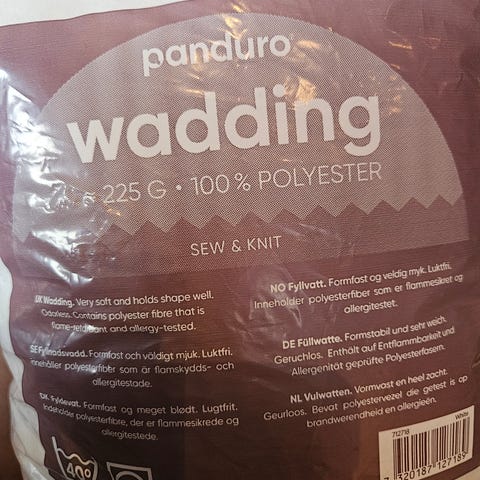 panduro
wadding
225 G • 100% POLYESTER
SEW & KNIT
UK Wadding. Very soft and holds shape well.
Odorless. Contains polyester fibre that is
flame-retardant and allergy-tested.
SE Fyllnadsvadd. Formfast och väldigt mjuk. Luktfri.
Innehåller polyesterfibrer som är flamskydds- och
allergitestade.
DK. Fyldevat. Formfast og meget blødt. Lugtfrit.
Indeholder polyesterfibre, der er flammesikrede og
allergitestede.
NO Fyllvatt. Formfast og veldig myk. Luktfri.
Inneholder polyesterfiber som er flammesikret og
allergitestet.
DE Füllwatte. Formstabil und sehr weich.
Geruchlos. Enthält auf Entflammbarkeit und
Allergenität geprüfte Polyesterfasern.
NL Vulwatten. Vormvast en heel zacht.
Geurloos. Bevat polyestervezel die getest is op
brandwerendheid en allergieën.
40°
712718 White
7 320187 127189